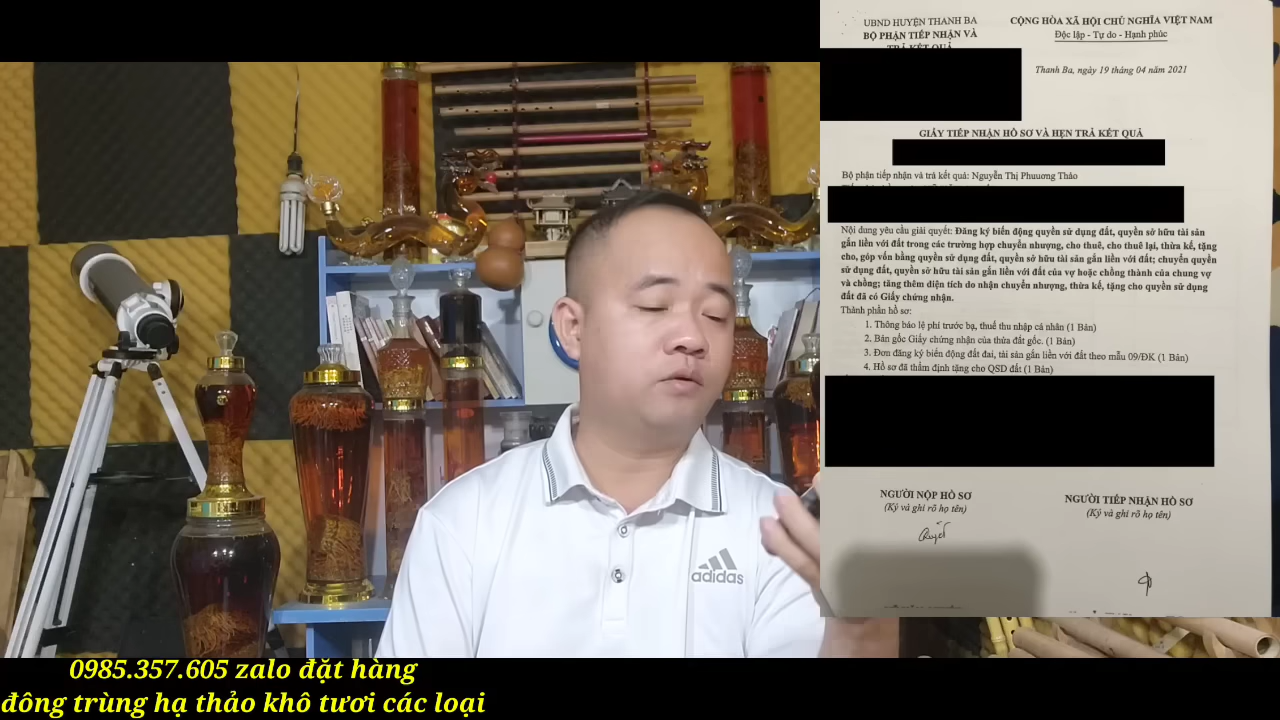 UBND HUYỆN THANH BA
BỘ PHẬN TIẾP NHẬN VÀ
TRẢ KẾT QUẢ
CỘNG HÒA XÃ HỘI CHỦ NGHĨA VIỆT NAM
Độc lập - Tự do - Hạnh phúc
Thanh Ba, ngày 19 tháng 04 năm 2021
GIẤY TIẾP NHẬN HỒ SƠ VÀ HẸN TRẢ KẾT QUẢ
Bộ phận tiếp nhận và trả kết quả: Nguyễn Thị Phuương Thảo
Nội dung yêu cầu giải quyết: Đăng ký biến động quyền sử dụng đất, quyền sở hữu tài sản
gắn liền với đất trong các trường hợp chuyển nhượng, cho thuê, cho thuê lại, thừa kế, tặng
cho, góp vốn bằng quyền sử dụng đất, quyền sở hữu tài sản gắn liền với đất; chuyển quyền
sử dụng đất, quyền sở hữu tài sản gắn liền với đất của vợ hoặc chồng thành của chung vợ
và chồng; tăng thêm diện tích do nhận chuyển nhượng, thừa kế, tặng cho quyền sử dụng
đất đã có Giấy chứng nhận.
Thành phần hồ sơ:
1. Thông báo lệ phí trước bạ, thuế thu nhập cá nhân (1 Bản)
2. Bản gốc Giấy chứng nhận của thửa đất gốc. (1 Bản)
3. Đơn đăng ký biến động đất đai, tài sản gắn liền với đất theo mẫu 09/ĐK (1 Bản)
4. Hồ sơ đã thẩm định tặng cho QSD đất (1 Bản)
NGƯỜI NỘP HỒ SƠ
(Ký và ghi rõ họ tên)
NGƯỜI TIẾP NHẬN HỒ SƠ
(Ký và ghi rõ họ tên)
adidas
0985.357.605 zalo đặt hàng
đông trùng hạ thảo khô tươi các loại